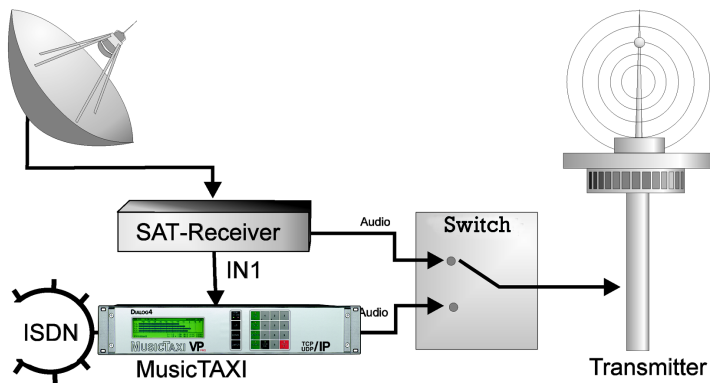 SAT-Receiver
Audio
Switch
IN1
ISDN
DIALOG4
MUSICTAXI VP
TCP
UDP/IP
Audio
MusicTAXI
Transmitter